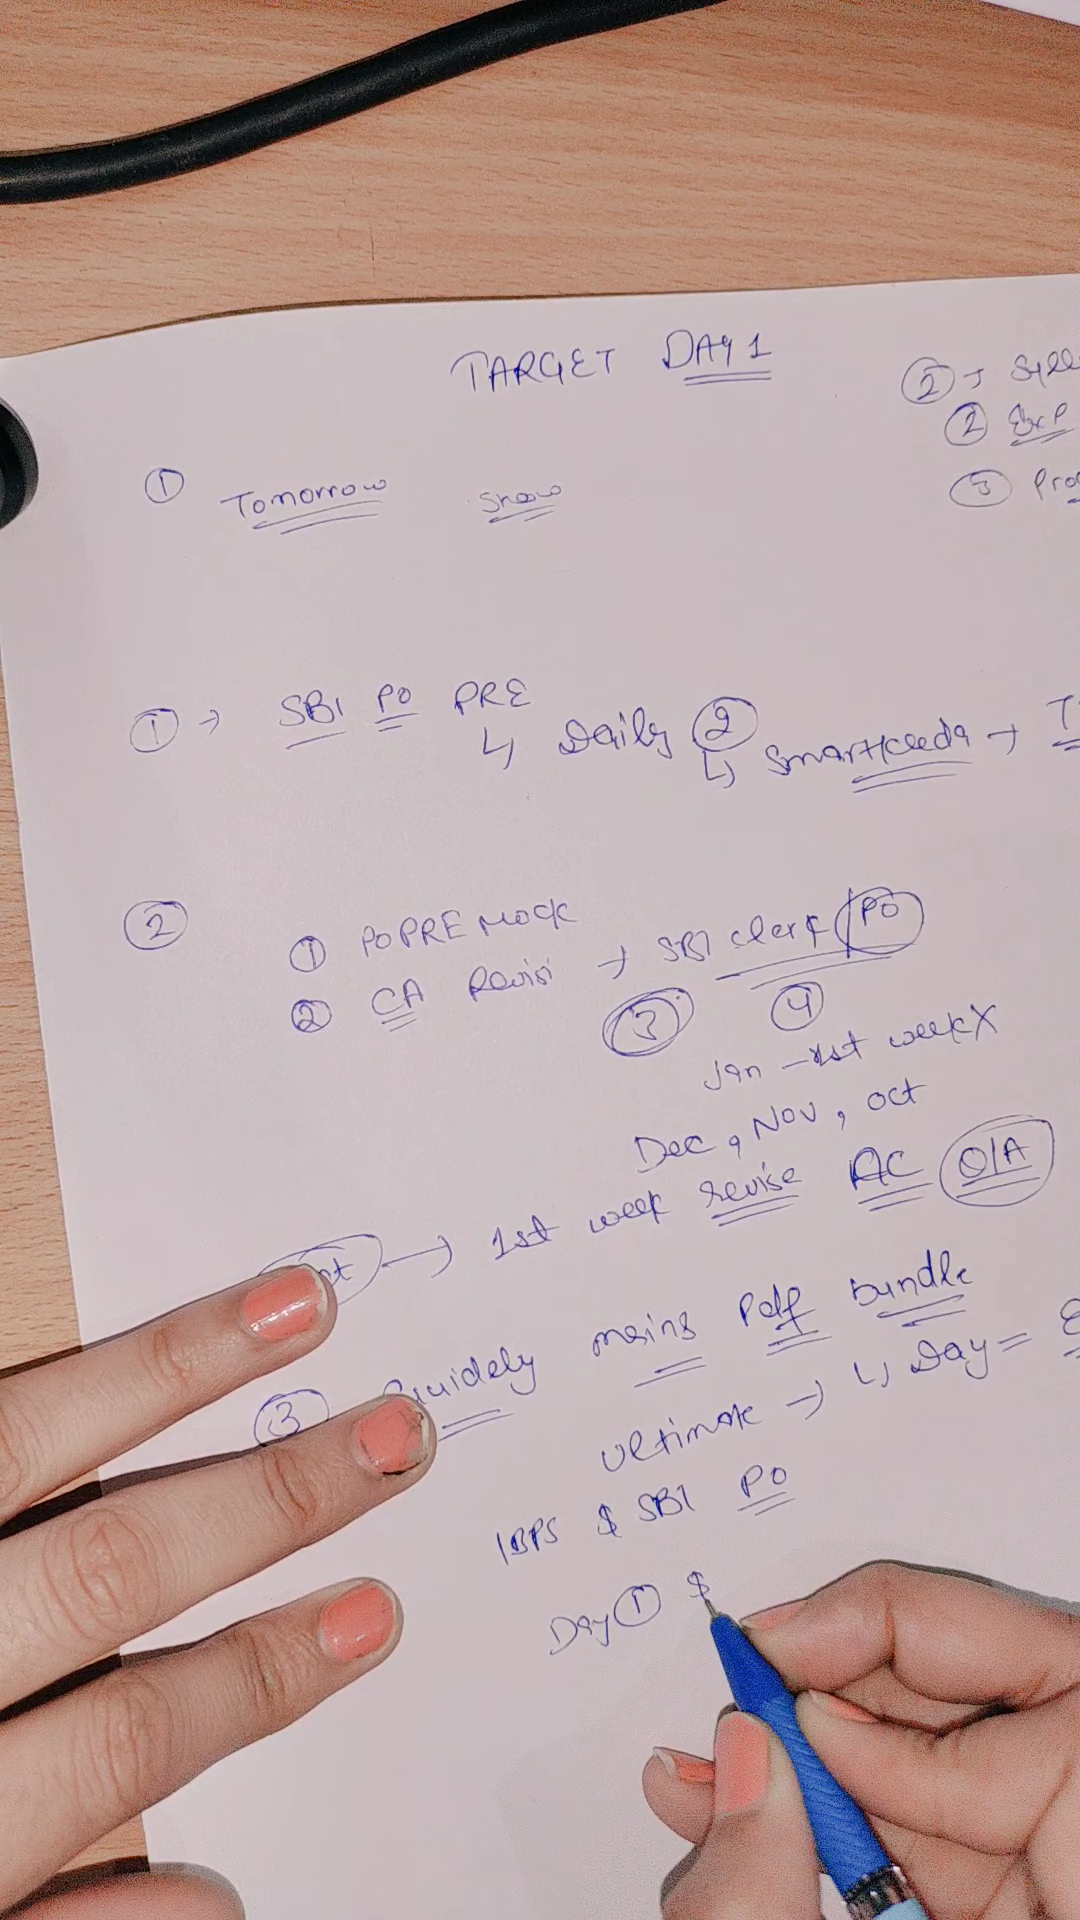 TARGET DAY 1
② → Sylle
② Exp
③ Pro
① Tomorrow Show
① → SBI PO PRE
↳ Daily ②
↳ Smartkeeda → T
②
① PO PRE MOCK
② CA Revisi → SBI clerk/PO
③ ④
Jan - 1st week X
Dec, Nov, Oct
→ 1st week revise AC O/A
③ Guidely mains Pdf bundle
Ultimate → ↳ Day =
IBPS & SBI PO
Day ① $